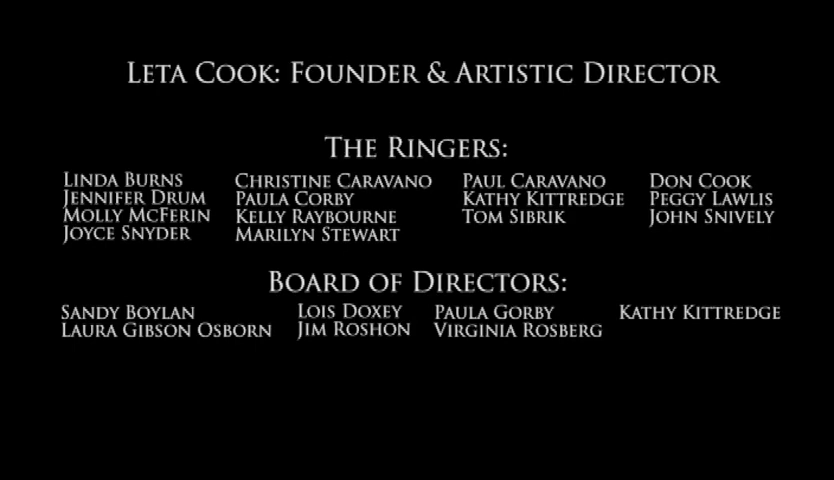 Leta Cook: Founder & Artistic Director
The Ringers:
Linda Burns Christine Caravano Paul Caravano Don Cook
Jennifer Drum Paula Corby Kathy Kittredge Peggy Lawlis
Molly McFerin Kelly Raybourne Tom Sibrik John Snively
Joyce Snyder Marilyn Stewart
Board of Directors:
Sandy Boylan Lois Doxey Paula Gorby Kathy Kittredge
Laura Gibson Osborn Jim Roshon Virginia Rosberg